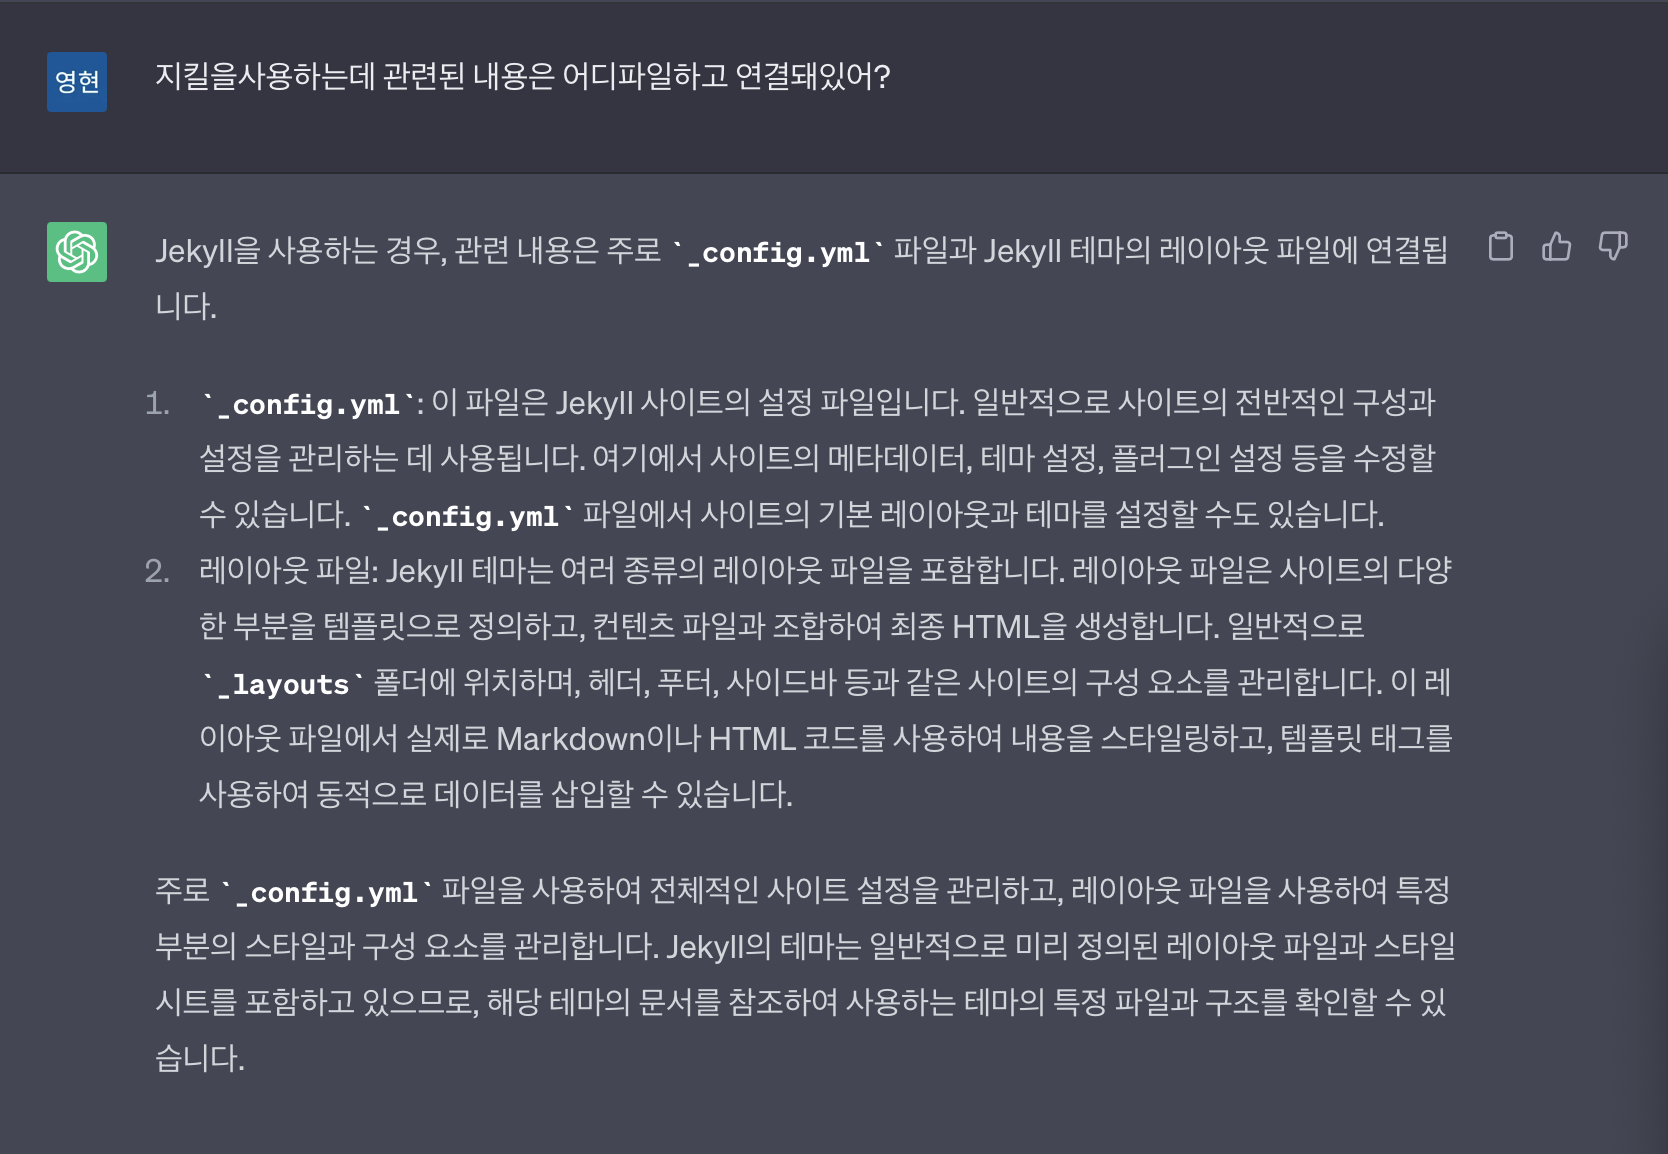 영현
지킬을사용하는데 관련된 내용은 어디파일하고 연결돼있어?
Jekyll을 사용하는 경우, 관련 내용은 주로 `_config.yml` 파일과 Jekyll 테마의 레이아웃 파일에 연결됩
니다.
1. `_config.yml`: 이 파일은 Jekyll 사이트의 설정 파일입니다. 일반적으로 사이트의 전반적인 구성과
설정을 관리하는 데 사용됩니다. 여기에서 사이트의 메타데이터, 테마 설정, 플러그인 설정 등을 수정할
수 있습니다. `_config.yml` 파일에서 사이트의 기본 레이아웃과 테마를 설정할 수도 있습니다.
2. 레이아웃 파일: Jekyll 테마는 여러 종류의 레이아웃 파일을 포함합니다. 레이아웃 파일은 사이트의 다양
한 부분을 템플릿으로 정의하고, 컨텐츠 파일과 조합하여 최종 HTML을 생성합니다. 일반적으로
`_layouts` 폴더에 위치하며, 헤더, 푸터, 사이드바 등과 같은 사이트의 구성 요소를 관리합니다. 이 레
이아웃 파일에서 실제로 Markdown이나 HTML 코드를 사용하여 내용을 스타일링하고, 템플릿 태그를
사용하여 동적으로 데이터를 삽입할 수 있습니다.
주로 `_config.yml` 파일을 사용하여 전체적인 사이트 설정을 관리하고, 레이아웃 파일을 사용하여 특정
부분의 스타일과 구성 요소를 관리합니다. Jekyll의 테마는 일반적으로 미리 정의된 레이아웃 파일과 스타일
시트를 포함하고 있으므로, 해당 테마의 문서를 참조하여 사용하는 테마의 특정 파일과 구조를 확인할 수 있
습니다.